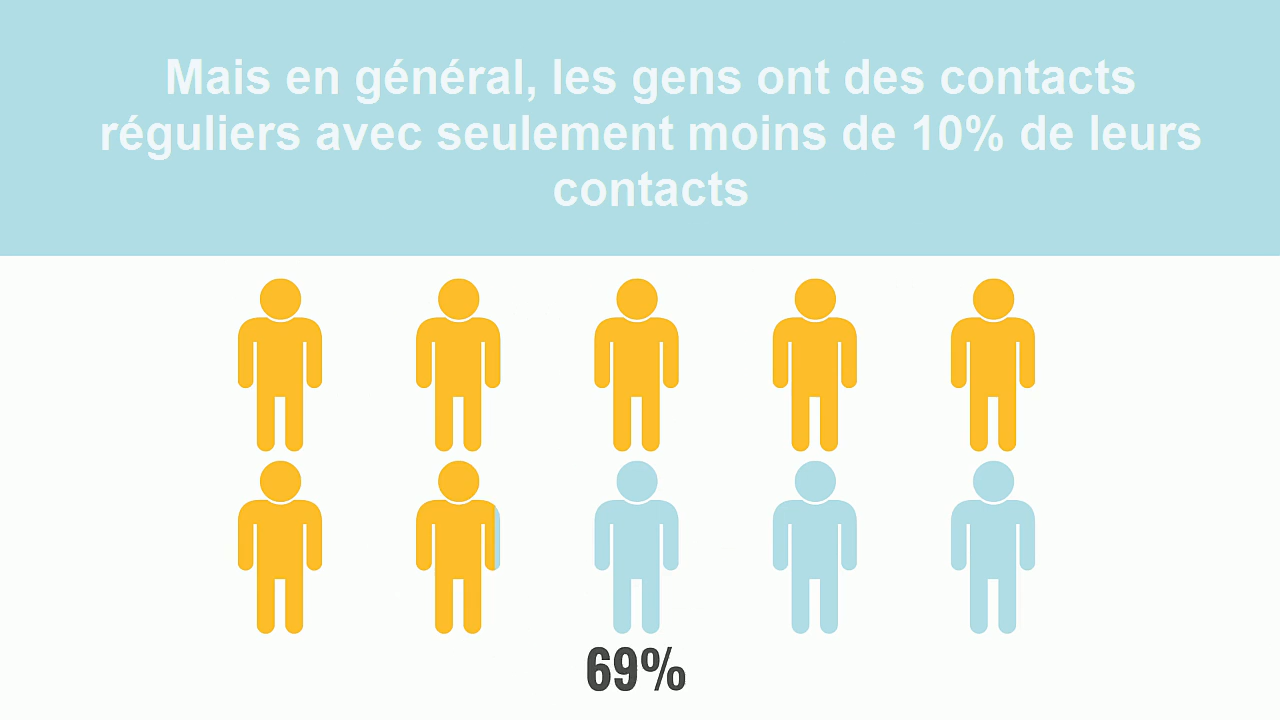 Mais en général, les gens ont des contacts
réguliers avec seulement moins de 10% de leurs
contacts
69%